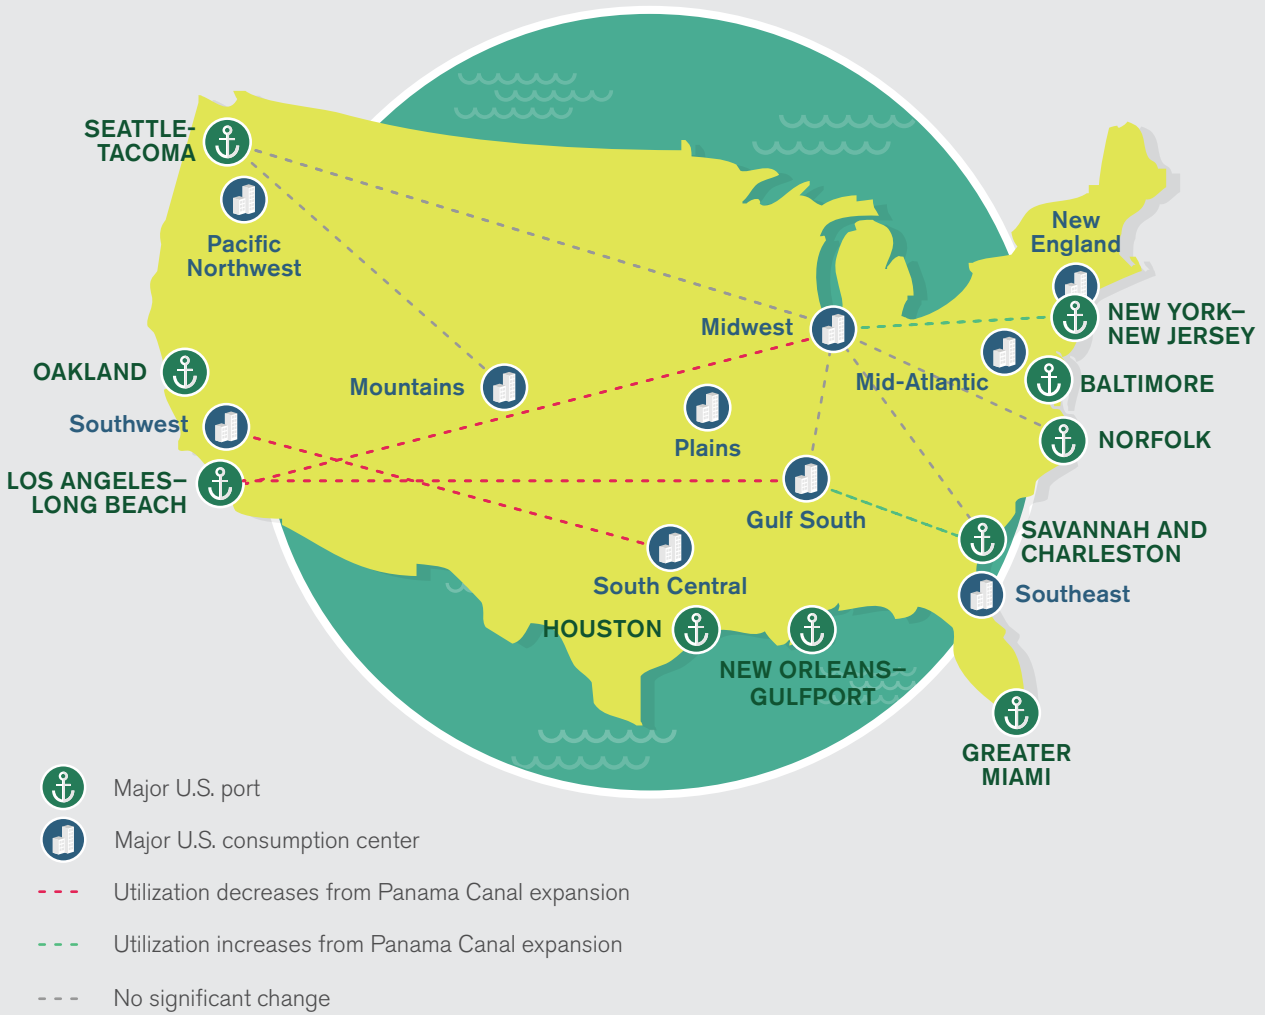 SEATTLE-
TACOMA
Pacific
Northwest
New
England
NEW YORK–
NEW JERSEY
Midwest
OAKLAND
Mountains
Mid-Atlantic
BALTIMORE
Southwest
Plains
NORFOLK
LOS ANGELES–
LONG BEACH
Gulf South
SAVANNAH AND
CHARLESTON
South Central
Southeast
HOUSTON
NEW ORLEANS–
GULFPORT
GREATER
MIAMI
Major U.S. port
Major U.S. consumption center
Utilization decreases from Panama Canal expansion
Utilization increases from Panama Canal expansion
No significant change